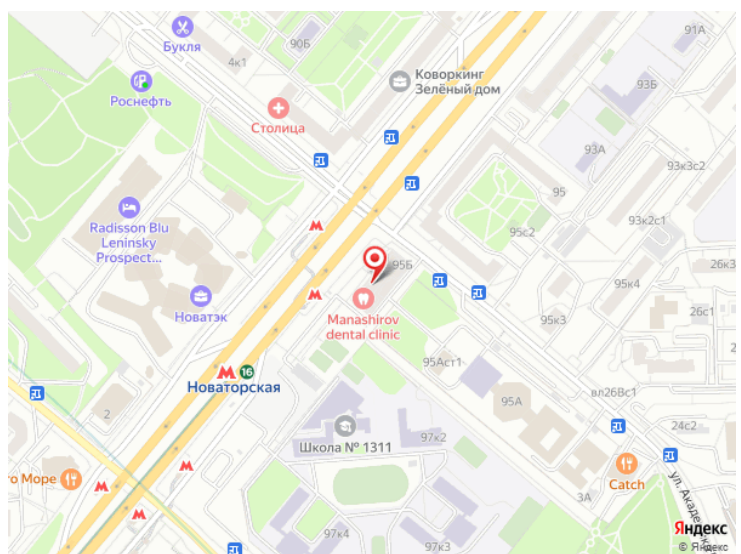 Букля
90Б
4к1
91А
Роснефть
Коворкинг
Зелёный дом
93Б
Столица
93А
93к3с2
95
Radisson Blu
Leninsky
Prospect...
95с2
93к2с1
95Б
26к3
95к4
Новатэк
26с1
95к3
Manashirov
dental clinic
95Аст1
16
Новаторская
вл26Вс1
95А
2
24с2
Школа № 1311
97к2
о Море
Catch
3А
ул. Акаде
97к4
97к3
Яндекс
© Яндекс